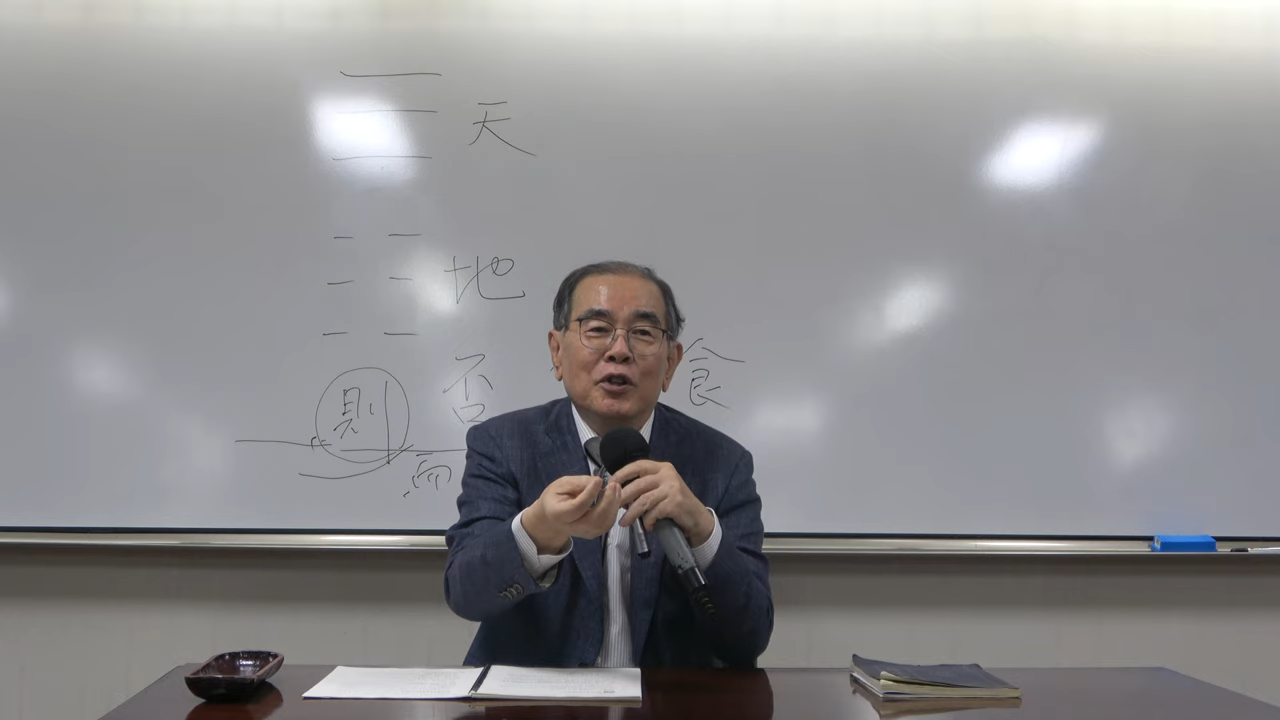 天
地
否 食
則
而